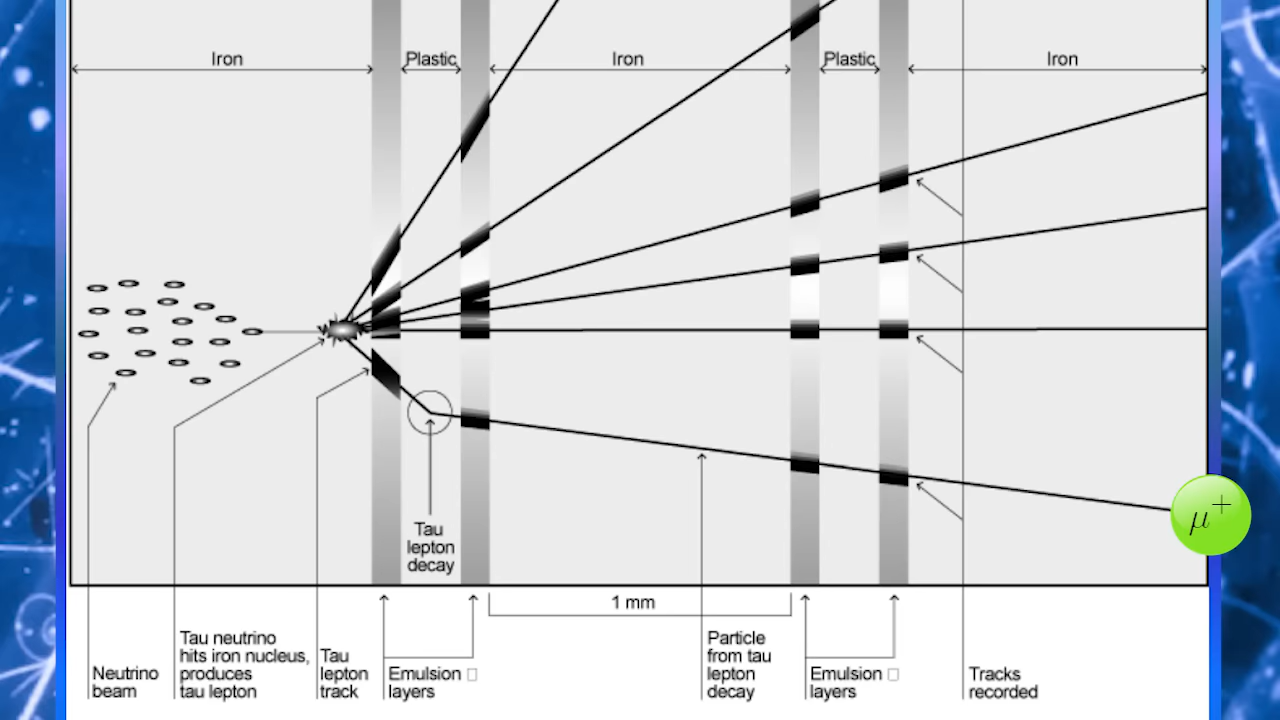 Iron
Plastic
Iron
Plastic
Iron
μ+
Tau
lepton
decay
1 mm
Neutrino
beam
Tau neutrino
hits iron nucleus,
produces
tau lepton
Tau
lepton
track
Emulsion
layers
Particle
from tau
lepton
decay
Emulsion
layers
Tracks
recorded